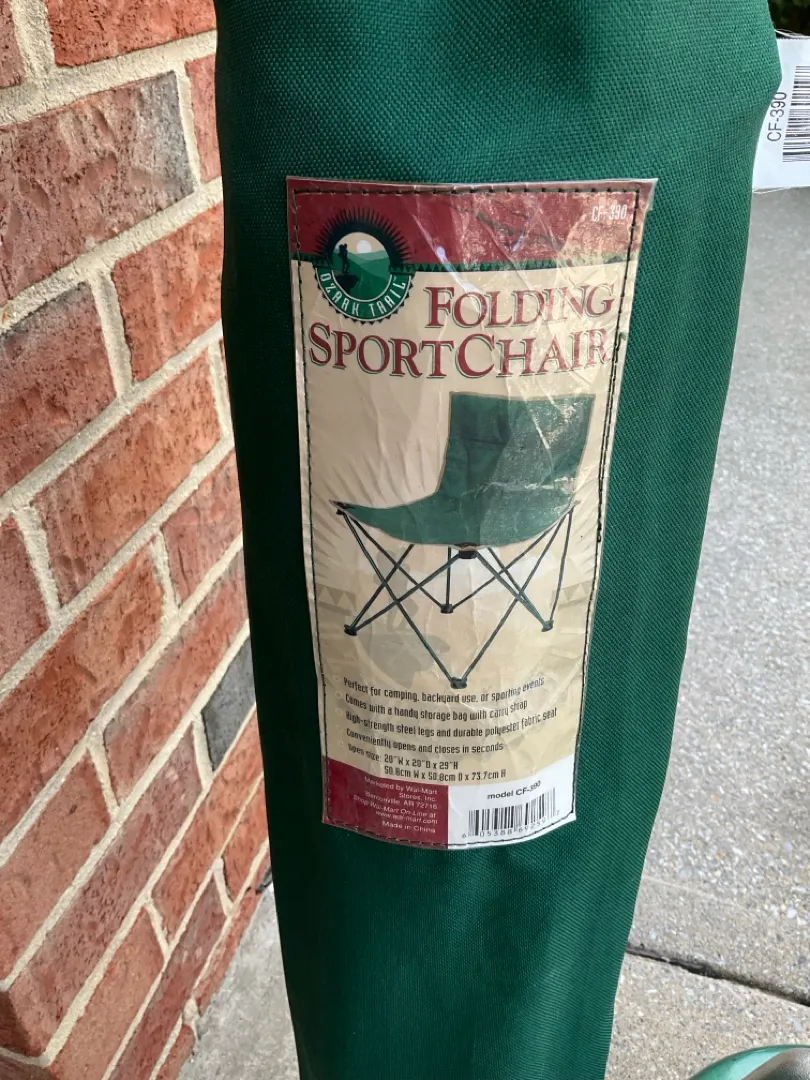 CF-390
CF-390
OZARK TRAIL™
FOLDING
SPORTCHAIR
Perfect for camping, backyard use, or sporting events
Comes with a handy storage bag with carry strap
High-strength steel legs and durable polyester fabric seat
Conveniently opens and closes in seconds
Open size: 20"W x 20"D x 29"H
50.8cm W x 50.8cm D x 73.7cm H
Marketed by Wal-Mart
Stores, Inc.
Bentonville, AR 72716
Shop Wal-Mart On-Line at
www.wal-mart.com
Made in China
model CF-390